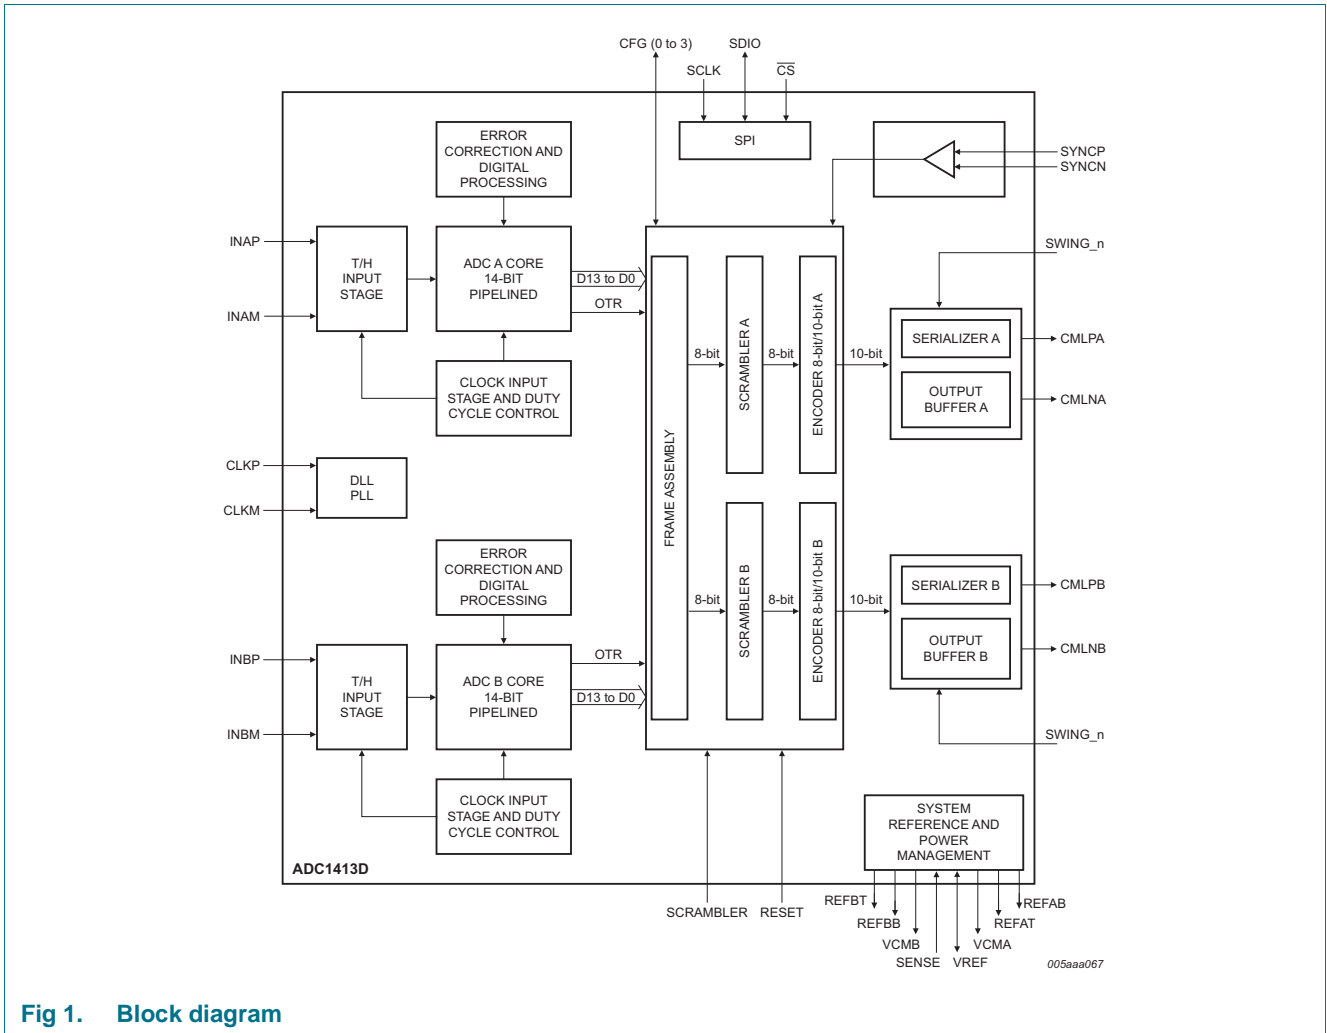 CFG (0 to 3)
SDIO
SCLK
CS
ERROR
CORRECTION AND
DIGITAL
PROCESSING
SPI
SYNCP
SYNCN
INAP
INAM
T/H
INPUT
STAGE
ADC A CORE
14-BIT
PIPELINED
D13 to D0
OTR
SWING_n
CLOCK INPUT
STAGE AND DUTY
CYCLE CONTROL
FRAME ASSEMBLY
8-bit
SCRAMBLER A
8-bit
ENCODER 8-bit/10-bit A
10-bit
SERIALIZER A
OUTPUT
BUFFER A
CMLPA
CMLNA
CLKP
CLKM
DLL
PLL
ERROR
CORRECTION AND
DIGITAL
PROCESSING
8-bit
SCRAMBLER B
8-bit
ENCODER 8-bit/10-bit B
10-bit
SERIALIZER B
OUTPUT
BUFFER B
CMLPB
CMLNB
INBP
INBM
T/H
INPUT
STAGE
ADC B CORE
14-BIT
PIPELINED
OTR
D13 to D0
SWING_n
CLOCK INPUT
STAGE AND DUTY
CYCLE CONTROL
SYSTEM
REFERENCE AND
POWER
MANAGEMENT
ADC1413D
SCRAMBLER
RESET
REFBT
REFBB
VCMB
SENSE
VREF
VCMA
REFAT
REFAB
005aaa067
Fig 1. Block diagram